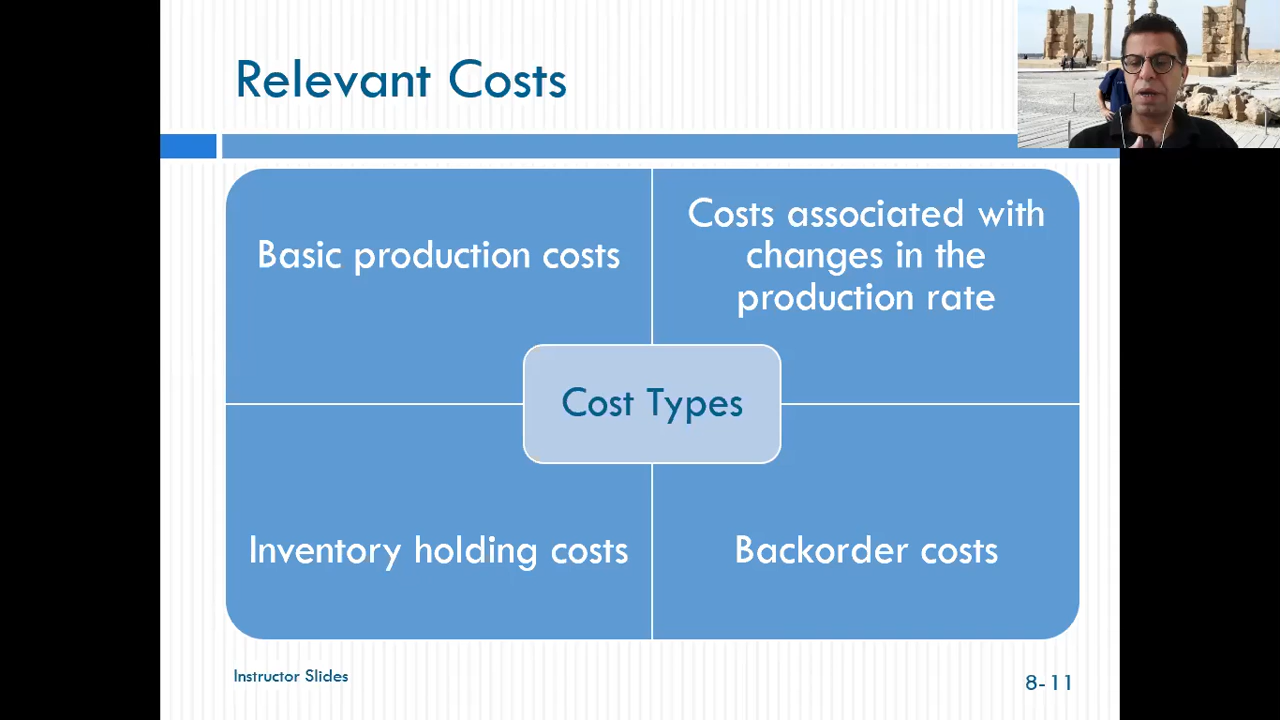 Relevant Costs
Basic production costs
Costs associated with
changes in the
production rate
Cost Types
Inventory holding costs
Backorder costs
Instructor Slides
8-11